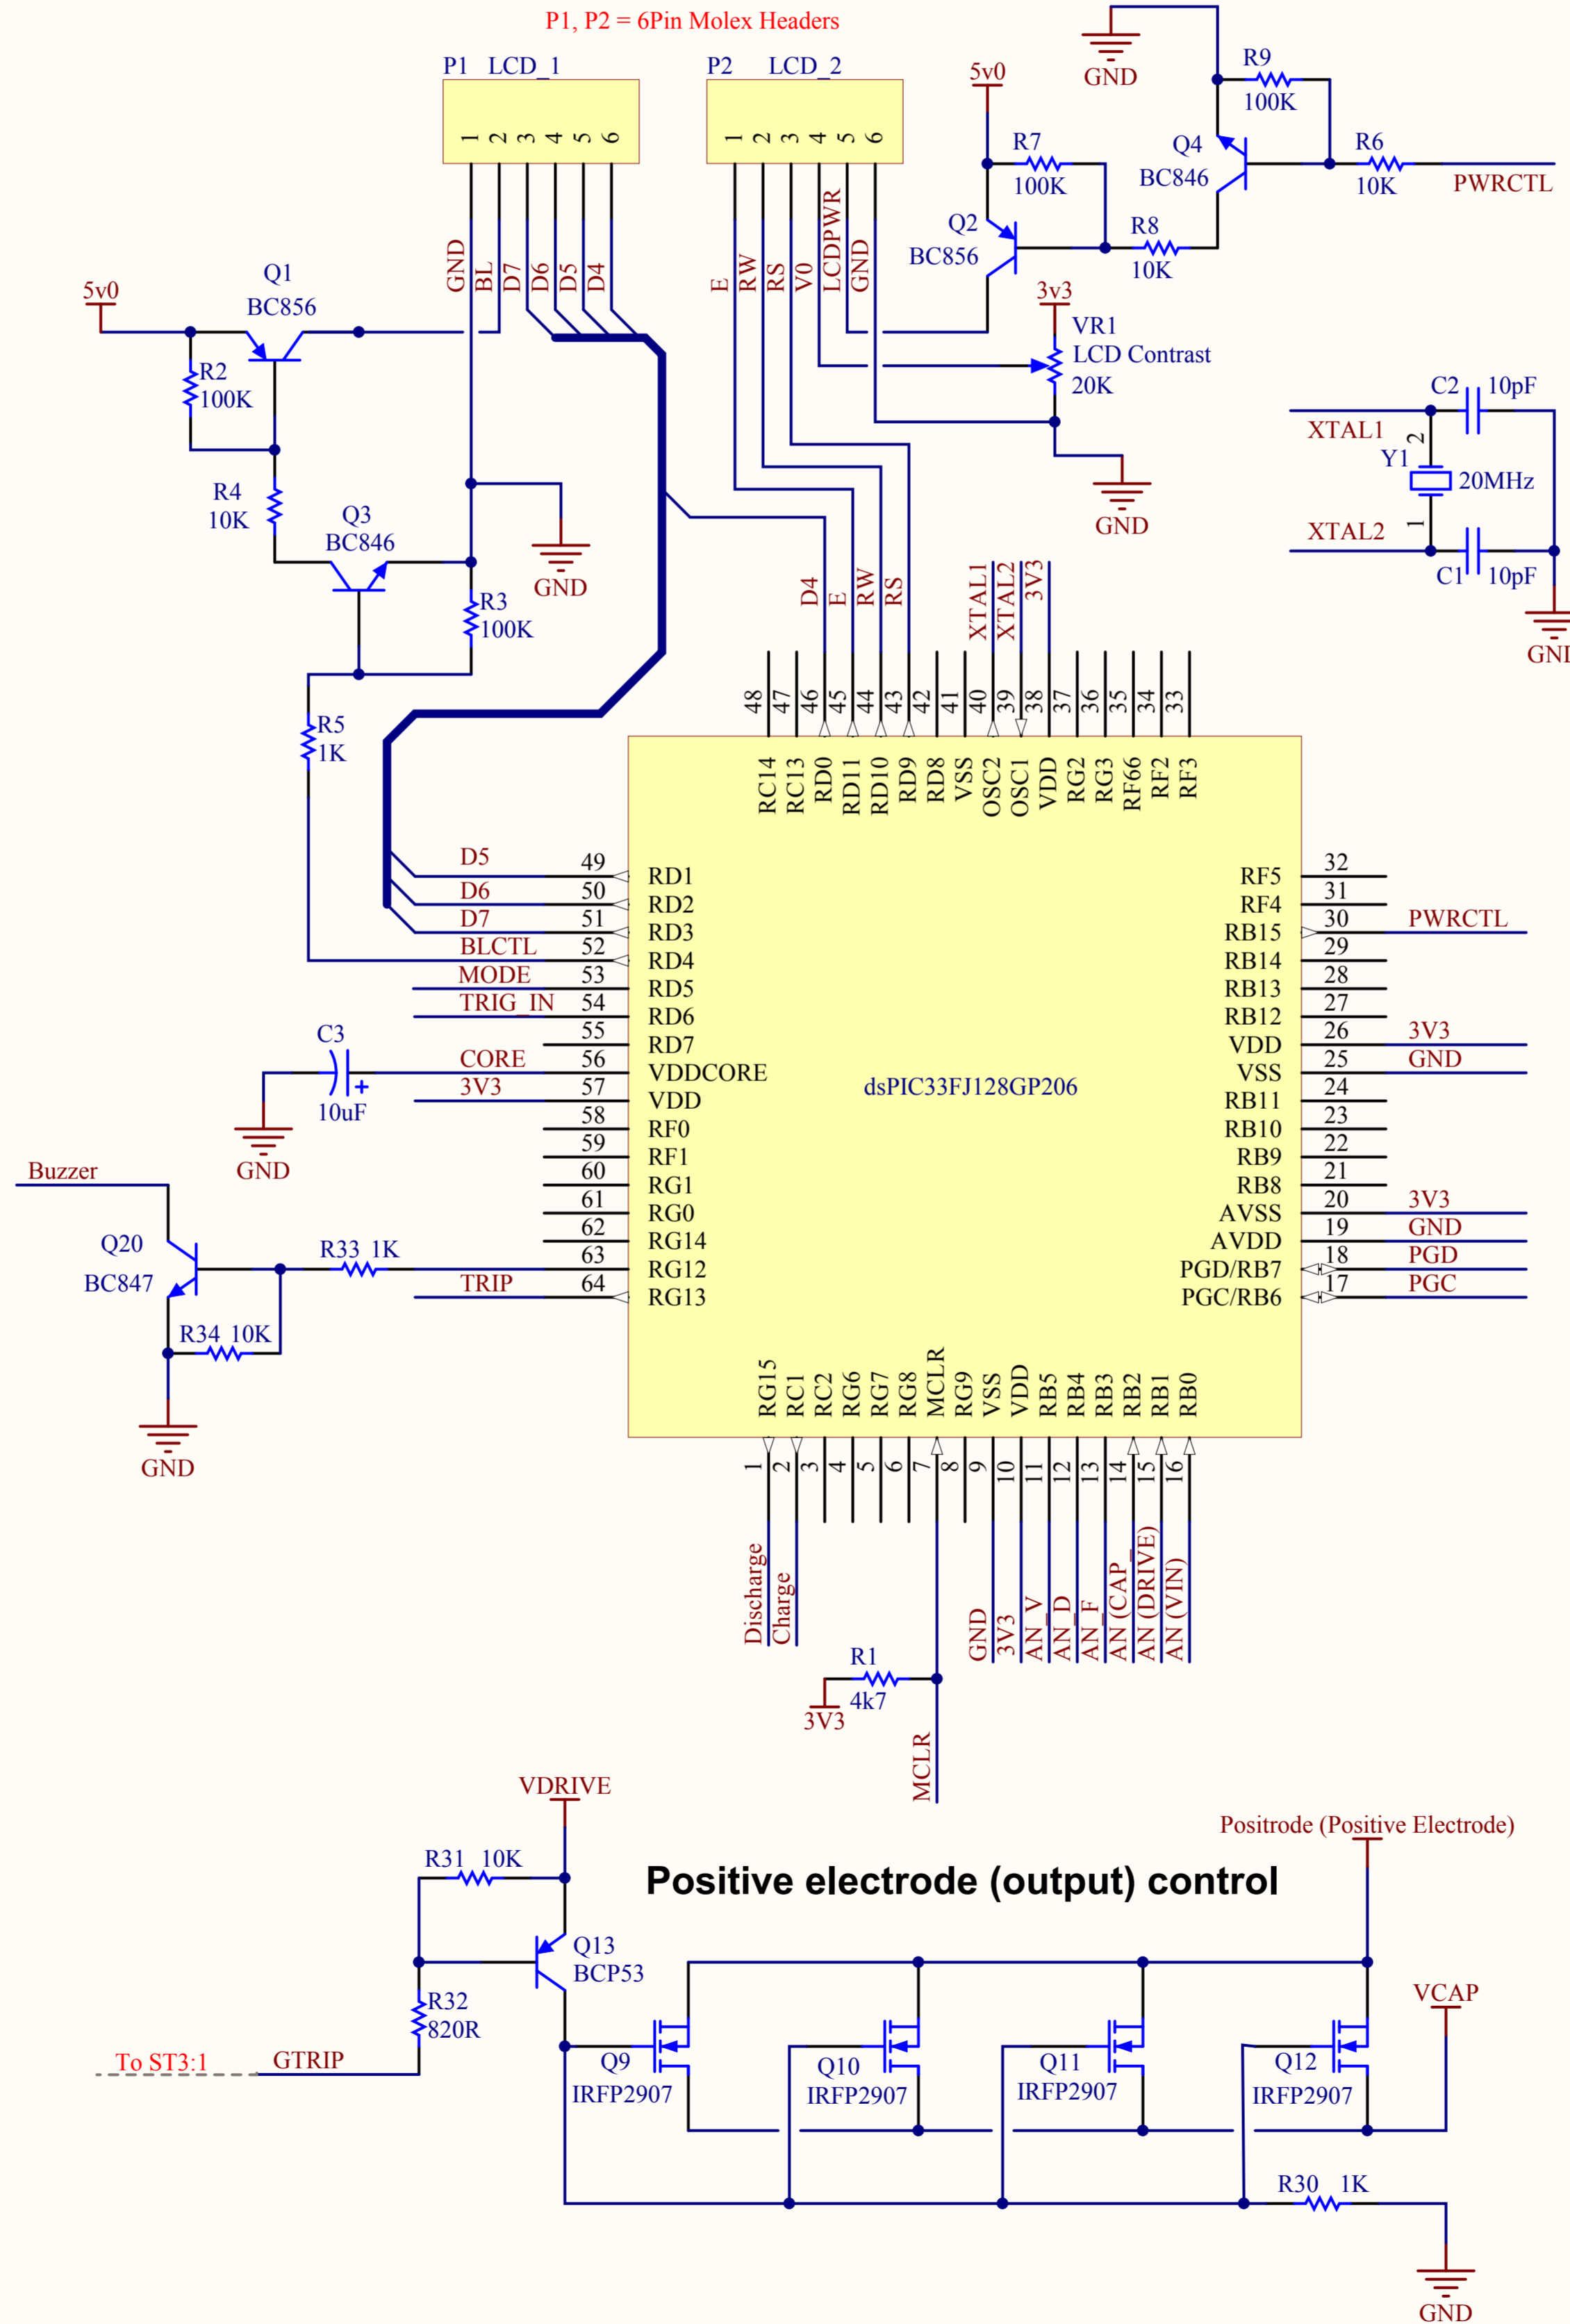 P1, P2 = 6Pin Molex Headers
P1 LCD_1
1 2 3 4 5 6
GND BL D7 D6 D5 D4
P2 LCD_2
1 2 3 4 5 6
E RW RS V0 LCDPWR GND
5v0
R7
100K
Q2
BC856
R8
10K
GND
R9
100K
Q4
BC846
R6
10K
PWRCTL
3v3
VR1
LCD Contrast
20K
GND
5v0
Q1
BC856
R2
100K
R4
10K
Q3
BC846
GND
R3
100K
R5
1K
C2 10pF
XTAL1
2
Y1
20MHz
1
XTAL2
C1 10pF
GND
D4 E RW RS XTAL1 XTAL2 3V3
48 47 46 45 44 43 42 41 40 39 38 37 36 35 34 33
RC14 RC13 RD0 RD11 RD10 RD9 RD8 VSS OSC2 OSC1 VDD RG2 RG3 RF66 RF2 RF3
D5 49 RD1
D6 50 RD2
D7 51 RD3
BLCTL 52 RD4
MODE 53 RD5
TRIG_IN 54 RD6
55 RD7
CORE 56 VDDCORE
3V3 57 VDD
58 RF0
59 RF1
60 RG1
61 RG0
62 RG14
63 RG12
TRIP 64 RG13
C3
+
10uF
GND
Buzzer
Q20
BC847
R33 1K
R34 10K
GND
dsPIC33FJ128GP206
RF5 32
RF4 31
RB15 30 PWRCTL
RB14 29
RB13 28
RB12 27
VDD 26 3V3
VSS 25 GND
RB11 24
RB10 23
RB9 22
RB8 21
AVSS 20 3V3
AVDD 19 GND
PGD/RB7 18 PGD
PGC/RB6 17 PGC
RG15 RC1 RC2 RG6 RG7 RG8 MCLR RG9 VSS VDD RB5 RB4 RB3 RB2 RB1 RB0
1 2 3 4 5 6 7 8 9 10 11 12 13 14 15 16
Discharge Charge GND 3V3 AN_V AN_D AN_F AN (CAP_ AN (DRIVE) AN (VIN)
R1
4k7
3V3
MCLR
VDRIVE
Positrode (Positive Electrode)
R31 10K
Positive electrode (output) control
Q13
BCP53
R32
820R
To ST3:1 GTRIP
VCAP
Q9
IRFP2907
Q10
IRFP2907
Q11
IRFP2907
Q12
IRFP2907
R30 1K
GND